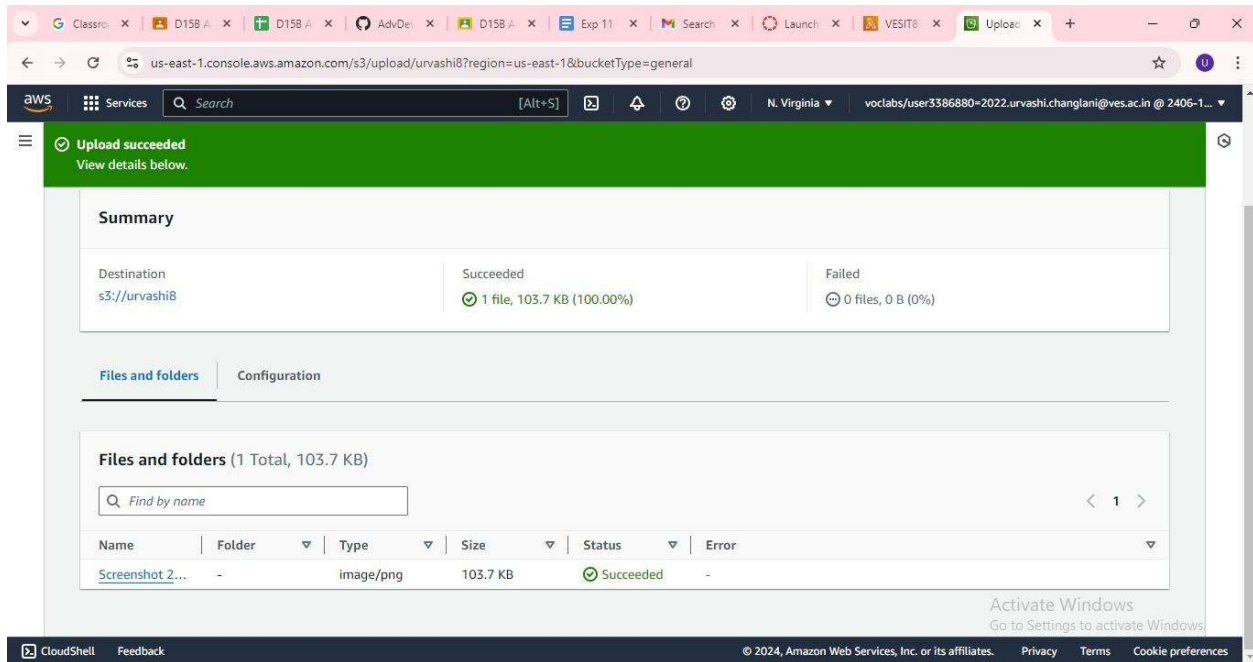 Classro
D15B A
D15B A
AdvDe
D15B A
Exp 11
Search
Launch
VESIT8
Upload
us-east-1.console.aws.amazon.com/s3/upload/urvashi8?region=us-east-1&bucketType=general
U
aws
Services
Search
[Alt+S]
N. Virginia
voclabs/user3386880=2022.urvashi.changlani@ves.ac.in @ 2406-1...
Upload succeeded
View details below.
Summary
Destination
Succeeded
Failed
s3://urvashi8
1 file, 103.7 KB (100.00%)
0 files, 0 B (0%)
Files and folders
Configuration
Files and folders (1 Total, 103.7 KB)
Find by name
1
Name Folder Type Size Status Error
Screenshot 2... - image/png 103.7 KB Succeeded -
Activate Windows
Go to Settings to activate Windows.
CloudShell Feedback © 2024, Amazon Web Services, Inc. or its affiliates. Privacy Terms Cookie preferences